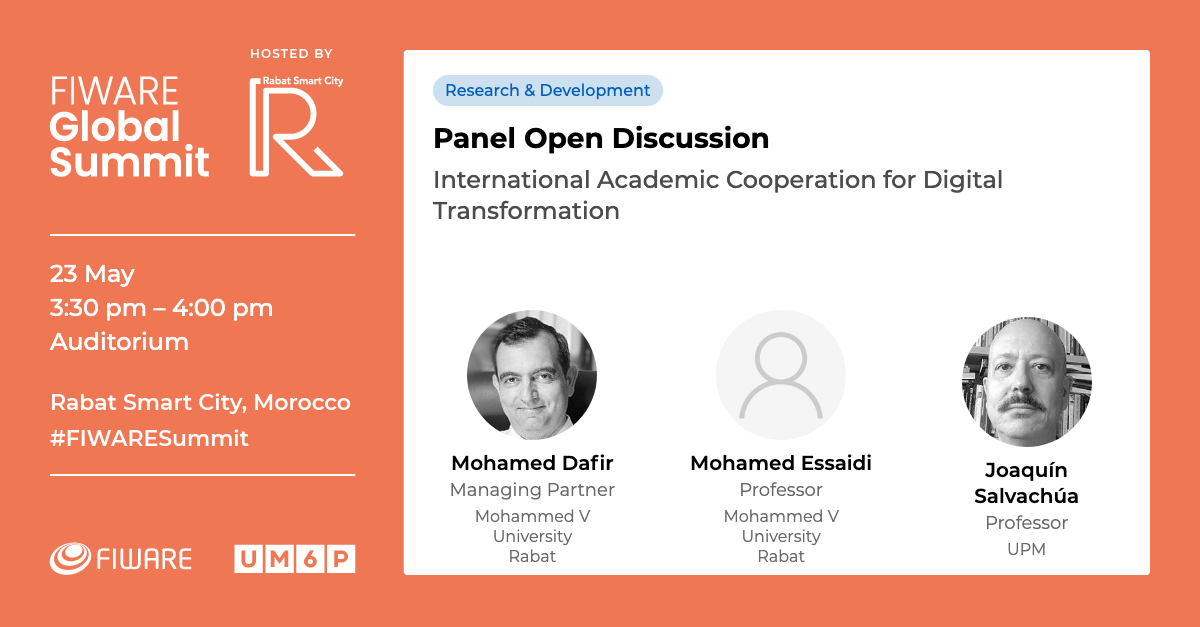 HOSTED BY
FIWARE
Global
Summit
Rabat Smart City
R
23 May
3:30 pm – 4:00 pm
Auditorium
Rabat Smart City, Morocco
#FIWARESummit
FIWARE
UM6P
Research & Development
Panel Open Discussion
International Academic Cooperation for Digital
Transformation
Mohamed Dafir
Managing Partner
Mohammed V
University
Rabat
Mohamed Essaidi
Professor
Mohammed V
University
Rabat
Joaquín
Salvachúa
Professor
UPM